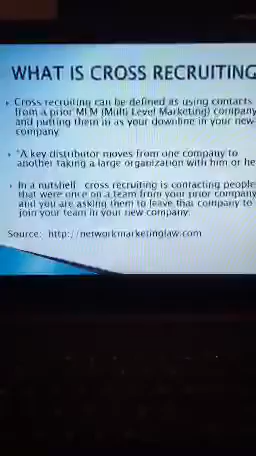 WHAT IS CROSS RECRUITING
Cross recruiting can be defined as using contacts
from a prior MLM (Multi Level Marketing) company
and putting them in as your downline in your new
company
"A key distributor moves from one company to
another taking a large organization with him or he
In a nutshell cross recruiting is contacting people
that were once on a team from your prior company
and you are asking them to leave that company to
join your team in your new company.
Source: http://networkmarketinglaw.com